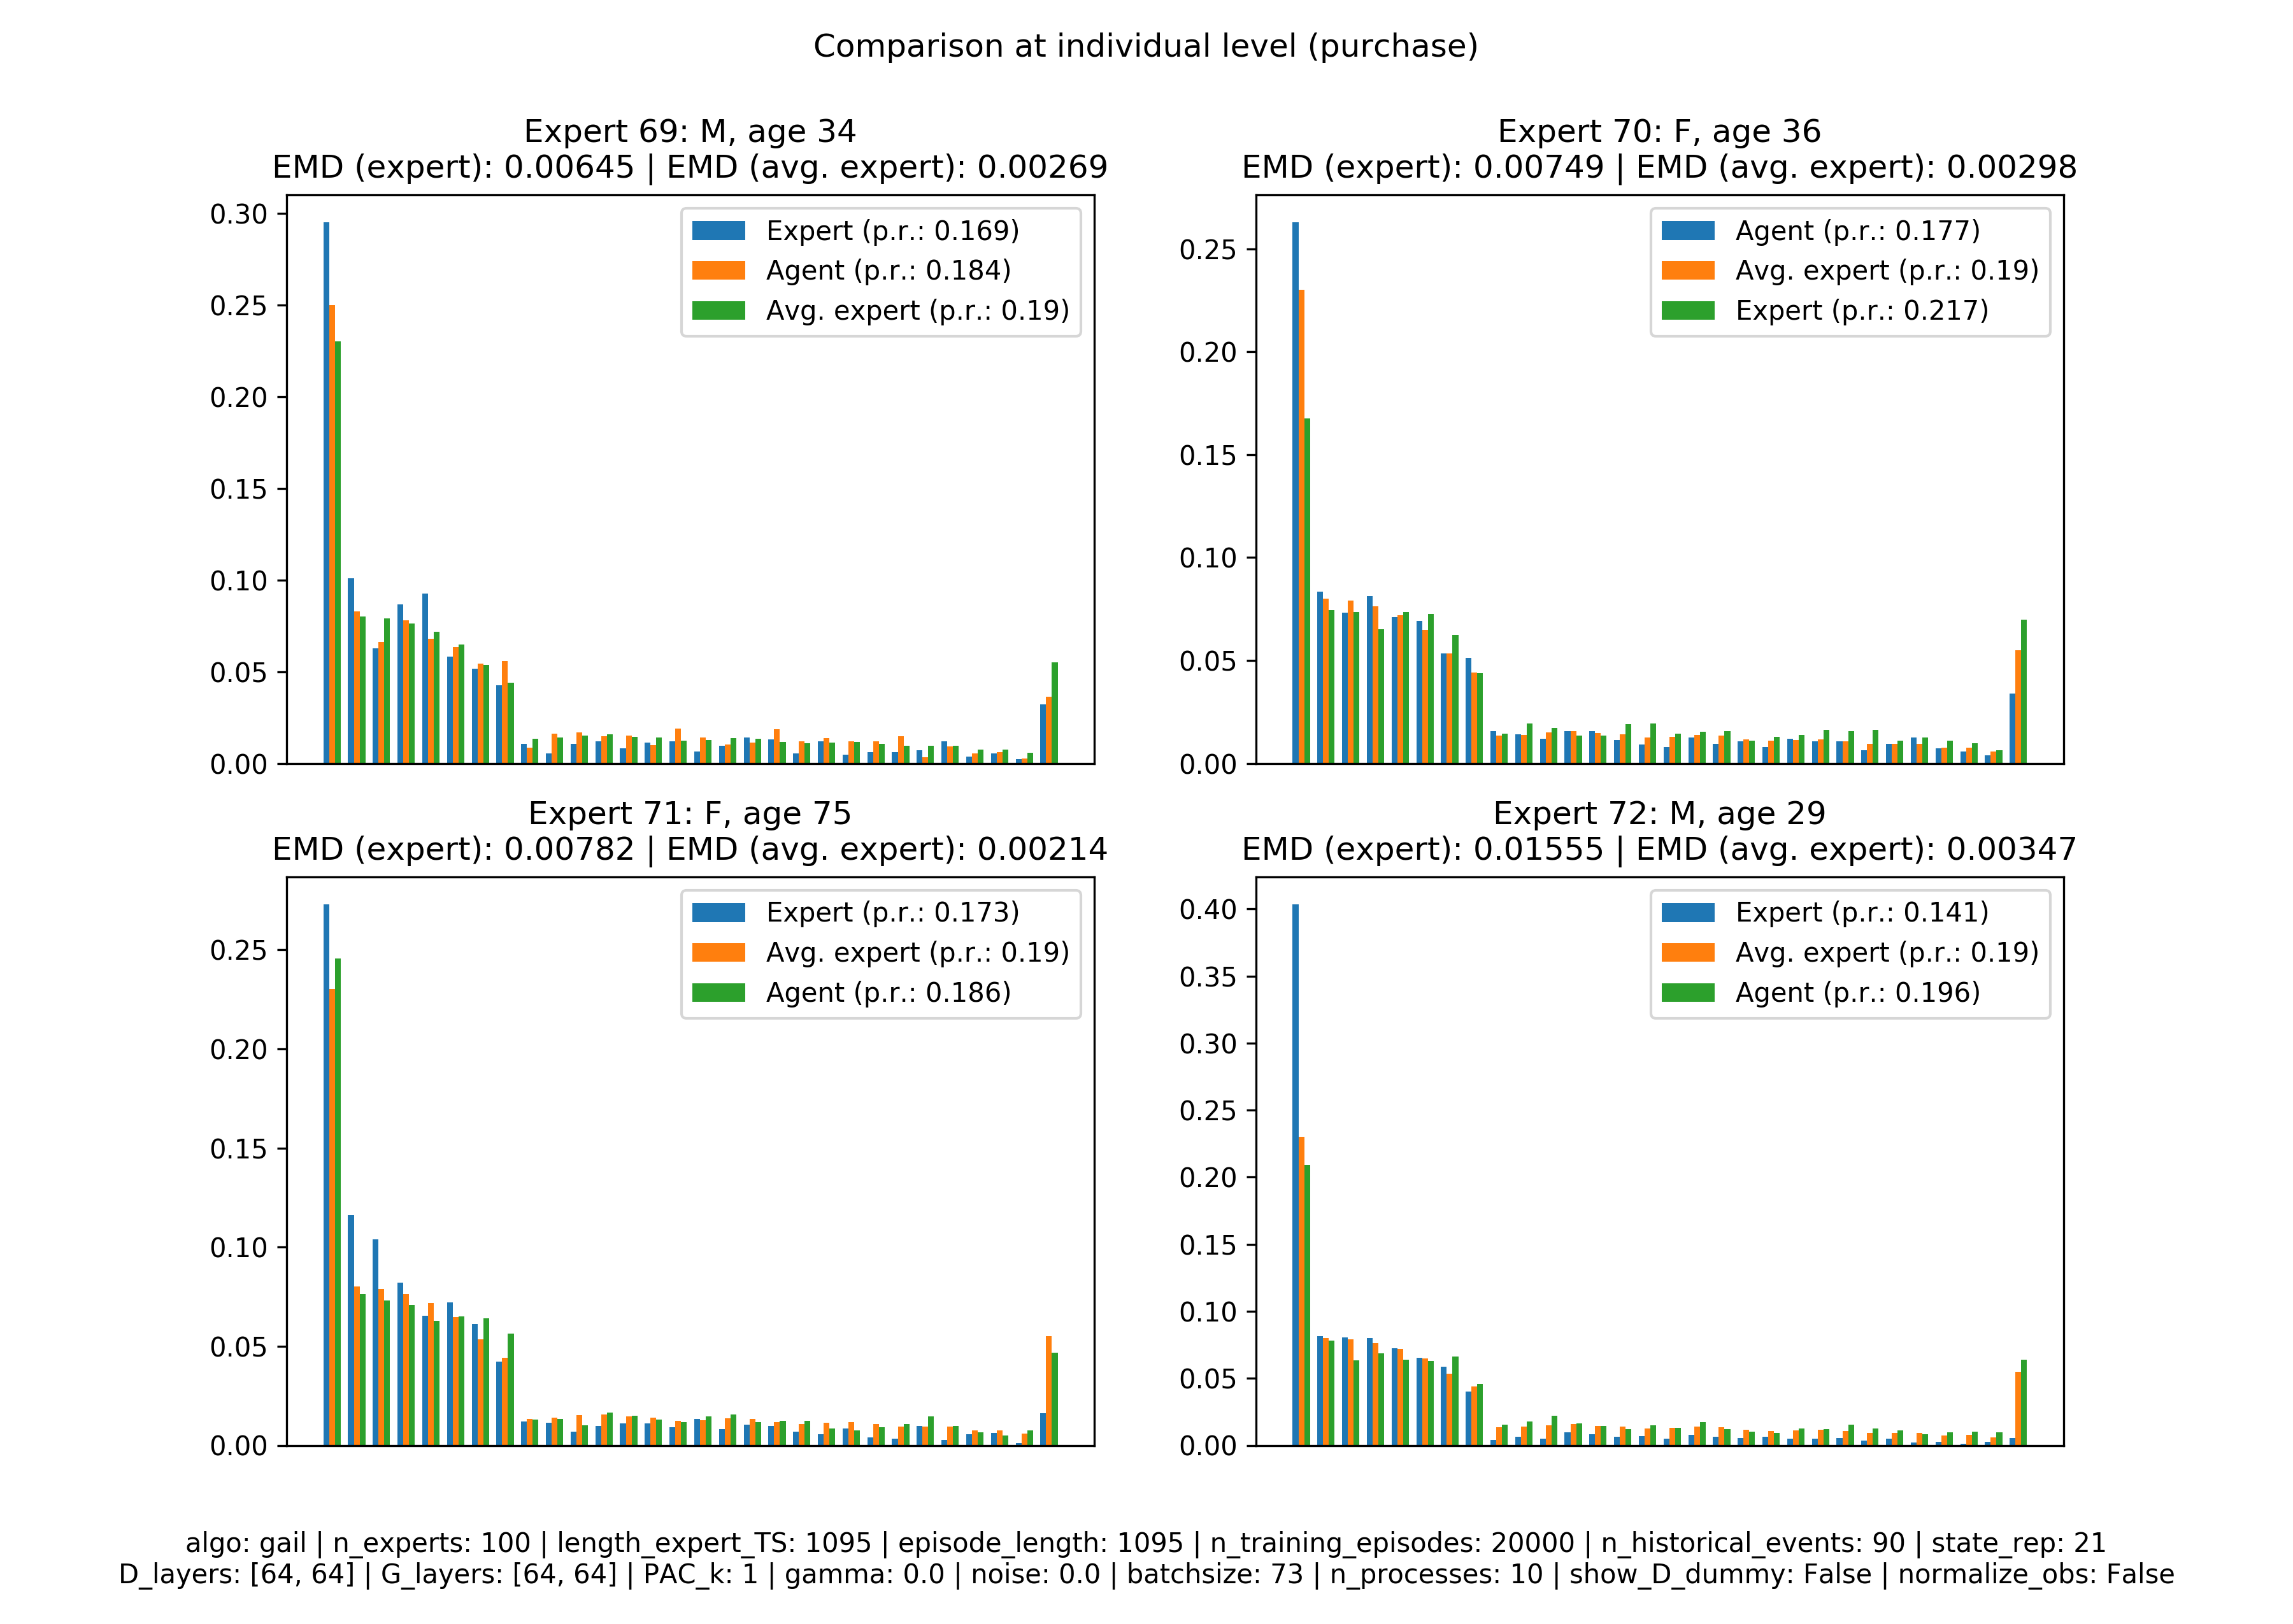 Comparison at individual level (purchase)
Expert 69: M, age 34
EMD (expert): 0.00645 | EMD (avg. expert): 0.00269
0.30
0.25
0.20
0.15
0.10
0.05
0.00
Expert (p.r.: 0.169)
Agent (p.r.: 0.184)
Avg. expert (p.r.: 0.19)
Expert 70: F, age 36
EMD (expert): 0.00749 | EMD (avg. expert): 0.00298
0.25
0.20
0.15
0.10
0.05
0.00
Agent (p.r.: 0.177)
Avg. expert (p.r.: 0.19)
Expert (p.r.: 0.217)
Expert 71: F, age 75
EMD (expert): 0.00782 | EMD (avg. expert): 0.00214
0.25
0.20
0.15
0.10
0.05
0.00
Expert (p.r.: 0.173)
Avg. expert (p.r.: 0.19)
Agent (p.r.: 0.186)
Expert 72: M, age 29
EMD (expert): 0.01555 | EMD (avg. expert): 0.00347
0.40
0.35
0.30
0.25
0.20
0.15
0.10
0.05
0.00
Expert (p.r.: 0.141)
Avg. expert (p.r.: 0.19)
Agent (p.r.: 0.196)
algo: gail | n_experts: 100 | length_expert_TS: 1095 | episode_length: 1095 | n_training_episodes: 20000 | n_historical_events: 90 | state_rep: 21
D_layers: [64, 64] | G_layers: [64, 64] | PAC_k: 1 | gamma: 0.0 | noise: 0.0 | batchsize: 73 | n_processes: 10 | show_D_dummy: False | normalize_obs: False